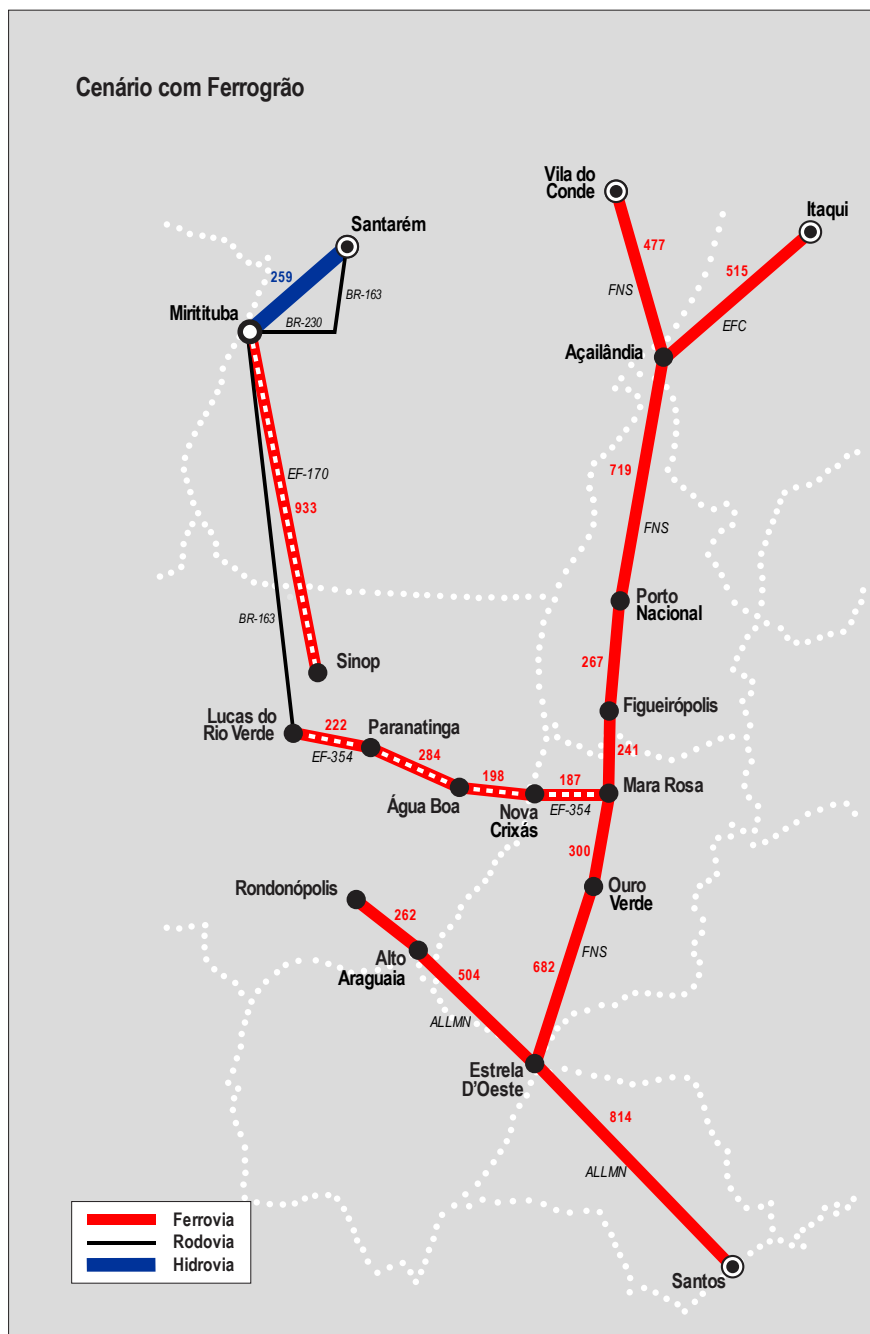 Cenário com Ferrogrão
Vila do
Conde
Itaqui
Santarém
477
515
259
BR-163
FNS
Miritituba
BR-230
EFC
Açailândia
EF-170
719
933
FNS
Porto
Nacional
BR-163
Sinop
267
Lucas do
Rio Verde
222
Paranatinga
Figueirópolis
EF-354
284
241
198
187
Mara Rosa
Água Boa
Nova
Crixás
EF-354
300
Rondonópolis
Ouro
Verde
262
Alto
Araguaia
504
682
FNS
ALLMN
Estrela
D'Oeste
814
ALLMN
Ferrovia
Rodovia
Hidrovia
Santos